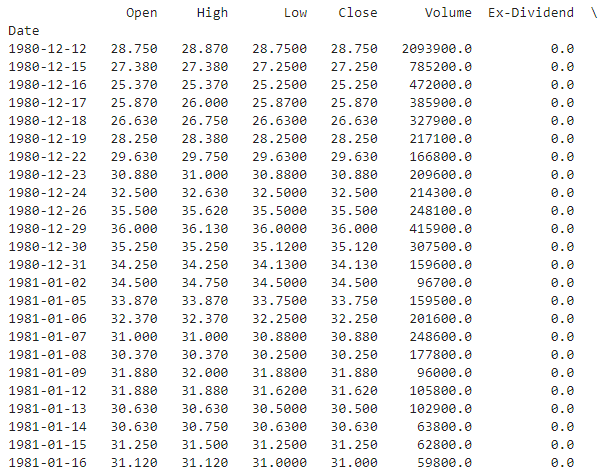 Open High Low Close Volume Ex-Dividend \
Date
1980-12-12 28.750 28.870 28.7500 28.750 2093900.0 0.0
1980-12-15 27.380 27.380 27.2500 27.250 785200.0 0.0
1980-12-16 25.370 25.370 25.2500 25.250 472000.0 0.0
1980-12-17 25.870 26.000 25.8700 25.870 385900.0 0.0
1980-12-18 26.630 26.750 26.6300 26.630 327900.0 0.0
1980-12-19 28.250 28.380 28.2500 28.250 217100.0 0.0
1980-12-22 29.630 29.750 29.6300 29.630 166800.0 0.0
1980-12-23 30.880 31.000 30.8800 30.880 209600.0 0.0
1980-12-24 32.500 32.630 32.5000 32.500 214300.0 0.0
1980-12-26 35.500 35.620 35.5000 35.500 248100.0 0.0
1980-12-29 36.000 36.130 36.0000 36.000 415900.0 0.0
1980-12-30 35.250 35.250 35.1200 35.120 307500.0 0.0
1980-12-31 34.250 34.250 34.1300 34.130 159600.0 0.0
1981-01-02 34.500 34.750 34.5000 34.500 96700.0 0.0
1981-01-05 33.870 33.870 33.7500 33.750 159500.0 0.0
1981-01-06 32.370 32.370 32.2500 32.250 201600.0 0.0
1981-01-07 31.000 31.000 30.8800 30.880 248600.0 0.0
1981-01-08 30.370 30.370 30.2500 30.250 177800.0 0.0
1981-01-09 31.880 32.000 31.8800 31.880 96000.0 0.0
1981-01-12 31.880 31.880 31.6200 31.620 105800.0 0.0
1981-01-13 30.630 30.630 30.5000 30.500 102900.0 0.0
1981-01-14 30.630 30.750 30.6300 30.630 63800.0 0.0
1981-01-15 31.250 31.500 31.2500 31.250 62800.0 0.0
1981-01-16 31.120 31.120 31.0000 31.000 59800.0 0.0